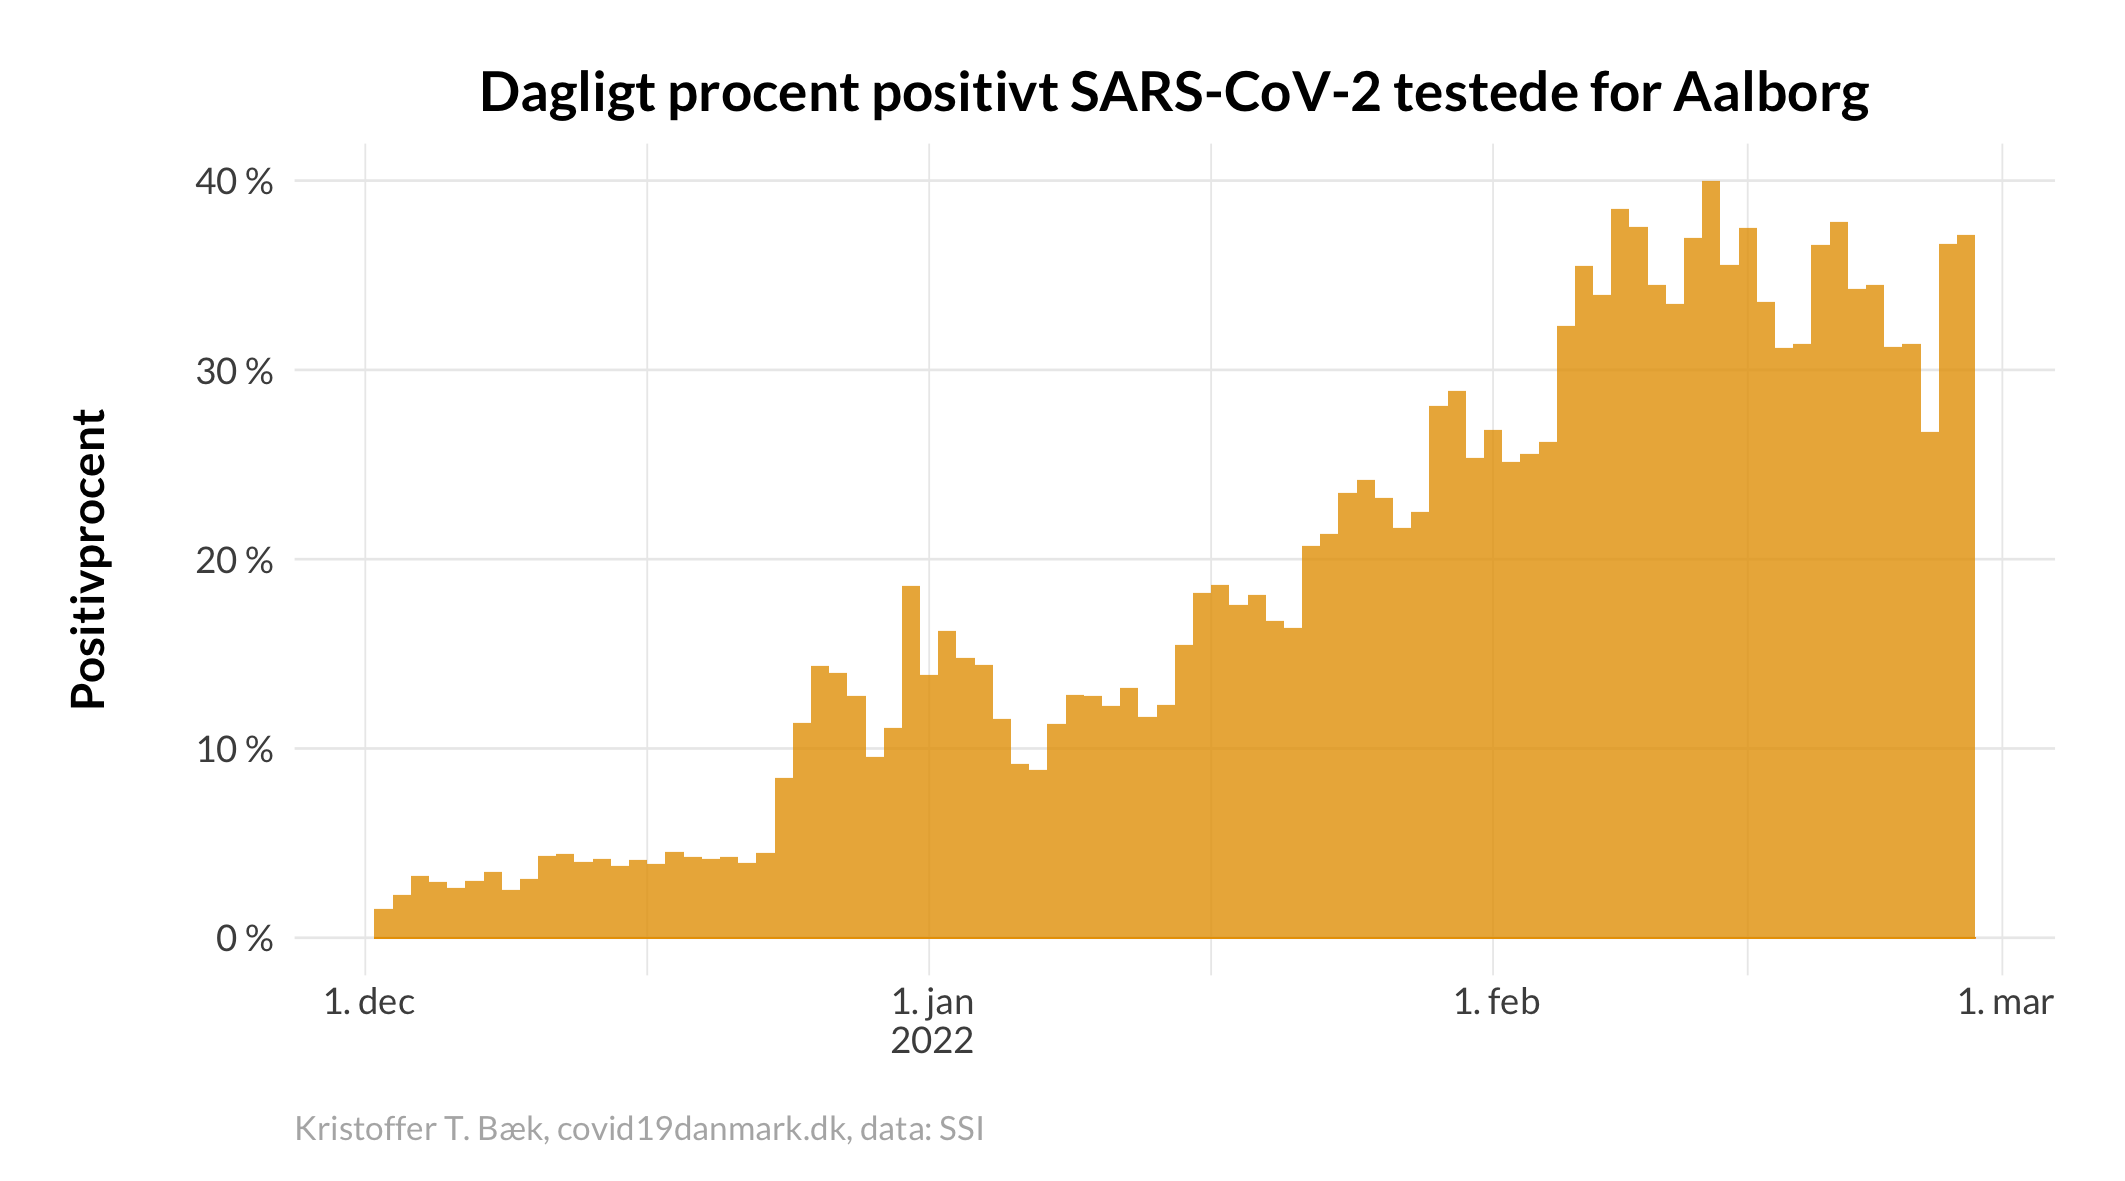 Dagligt procent positivt SARS-CoV-2 testede for Aalborg
Positivprocent
40 %
30 %
20 %
10 %
0 %
1. dec
1. jan
2022
1. feb
1. mar
Kristoffer T. Bæk, covid19danmark.dk, data: SSI